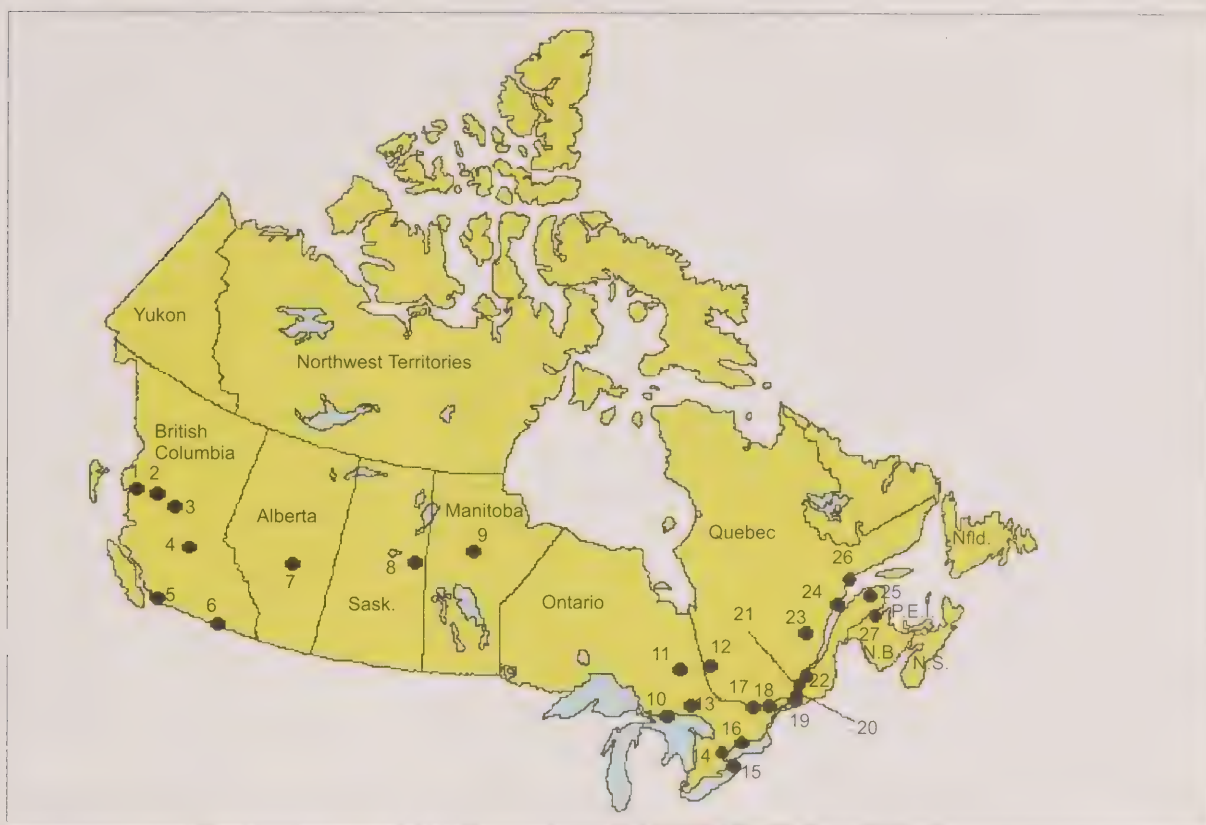 Yukon
Northwest Territories
British
Columbia
1
2
3
Alberta
Manitoba
9
Quebec
Nfld.
4
7
8
26
5
Sask.
Ontario
24
25
P.E.I.
6
21
23
27
N.B.
N.S.
11
12
22
17
18
13
10
19
20
16
14
15